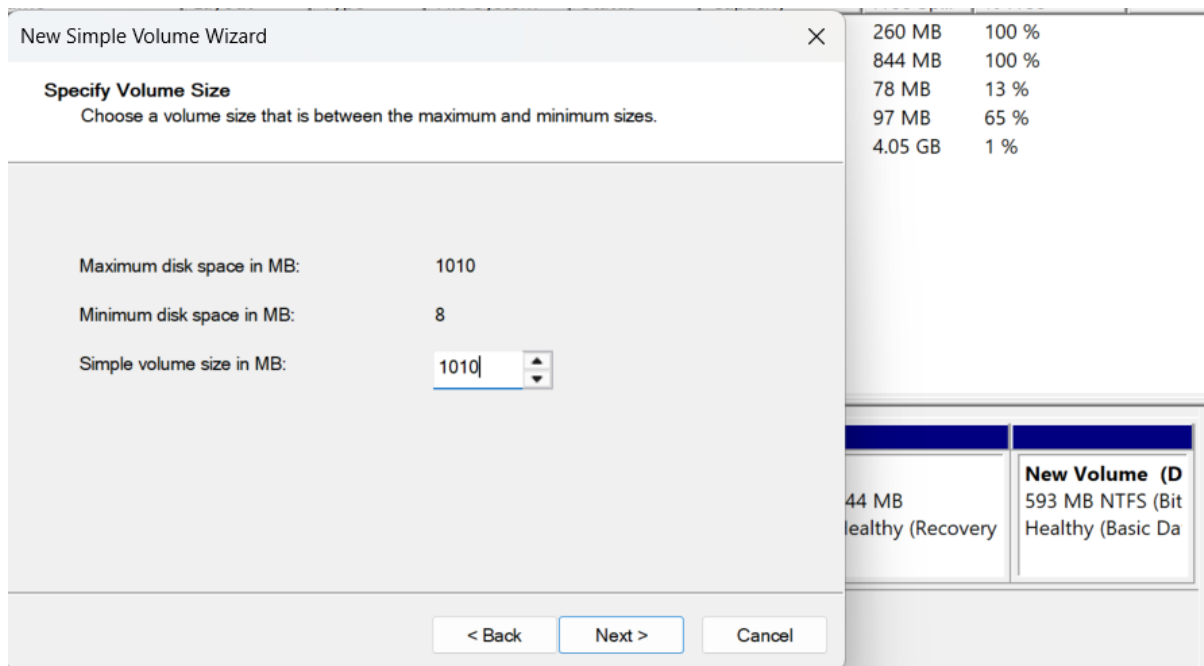 New Simple Volume Wizard
Specify Volume Size
Choose a volume size that is between the maximum and minimum sizes.
Maximum disk space in MB: 1010
Minimum disk space in MB: 8
Simple volume size in MB: 1010
< Back Next > Cancel
260 MB 100 %
844 MB 100 %
78 MB 13 %
97 MB 65 %
4.05 GB 1 %
44 MB
ealthy (Recovery
New Volume (D
593 MB NTFS (Bit
Healthy (Basic Da